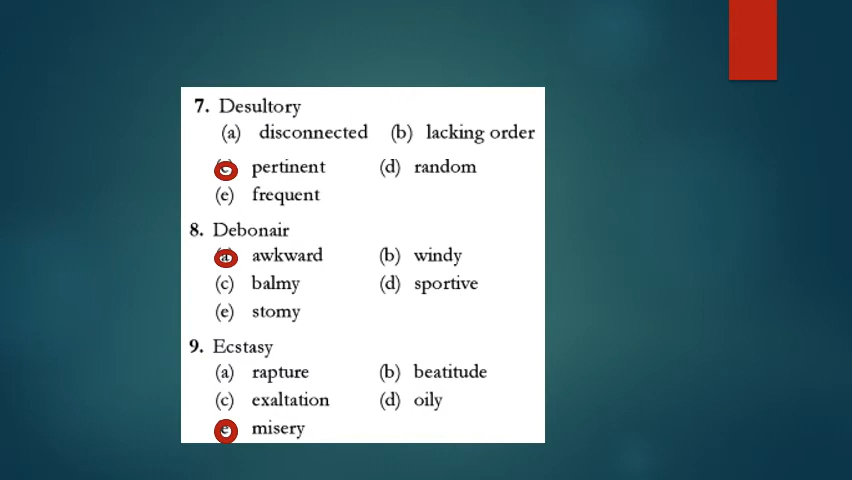 7. Desultory
(a) disconnected (b) lacking order
(c) pertinent (d) random
(e) frequent
8. Debonair
(a) awkward (b) windy
(c) balmy (d) sportive
(e) stomy
9. Ecstasy
(a) rapture (b) beatitude
(c) exaltation (d) oily
e misery